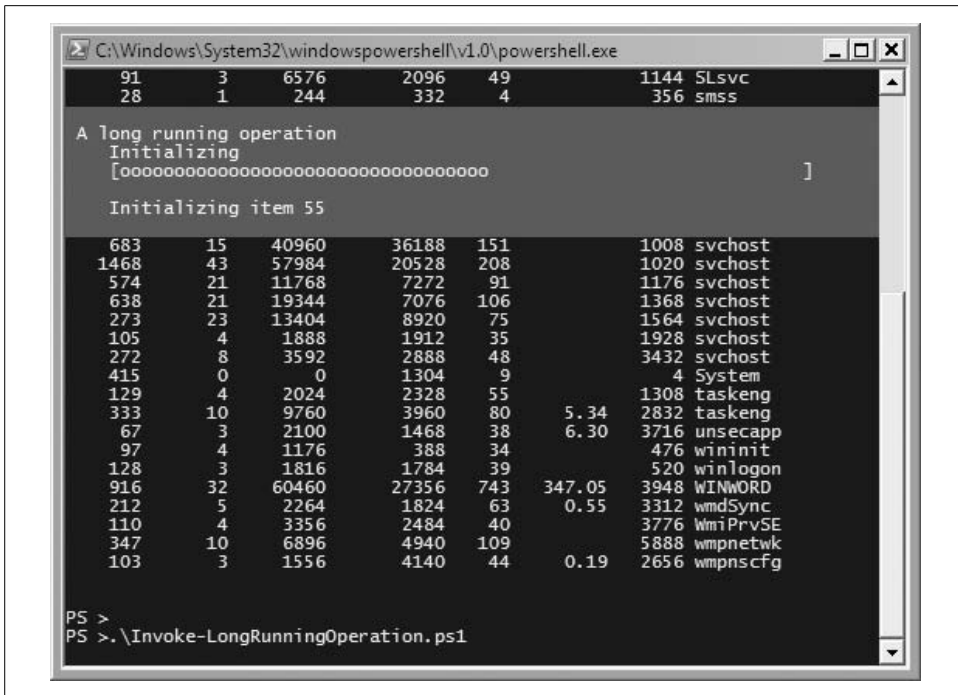 C:\Windows\System32\windowspowershell\v1.0\powershell.exe
91 3 6576 2096 49 1144 SLsvc
28 1 244 332 4 356 smss
A long running operation
Initializing
[oooooooooooooooooooooooooooooooooo ]
Initializing item 55
683 15 40960 36188 151 1008 svchost
1468 43 57984 20528 208 1020 svchost
574 21 11768 7272 91 1176 svchost
638 21 19344 7076 106 1368 svchost
273 23 13404 8920 75 1564 svchost
105 4 1888 1912 35 1928 svchost
272 8 3592 2888 48 3432 svchost
415 0 0 1304 9 4 System
129 4 2024 2328 55 1308 taskeng
333 10 9760 3960 80 5.34 2832 taskeng
67 3 2100 1468 38 6.30 3716 unsecapp
97 4 1176 388 34 476 wininit
128 3 1816 1784 39 520 winlogon
916 32 60460 27356 743 347.05 3948 WINWORD
212 5 2264 1824 63 0.55 3312 wmdSync
110 4 3356 2484 40 3776 WmiPrvSE
347 10 6896 4940 109 5888 wmpnetwk
103 3 1556 4140 44 0.19 2656 wmpnscfg
PS >
PS >.\Invoke-LongRunningOperation.ps1